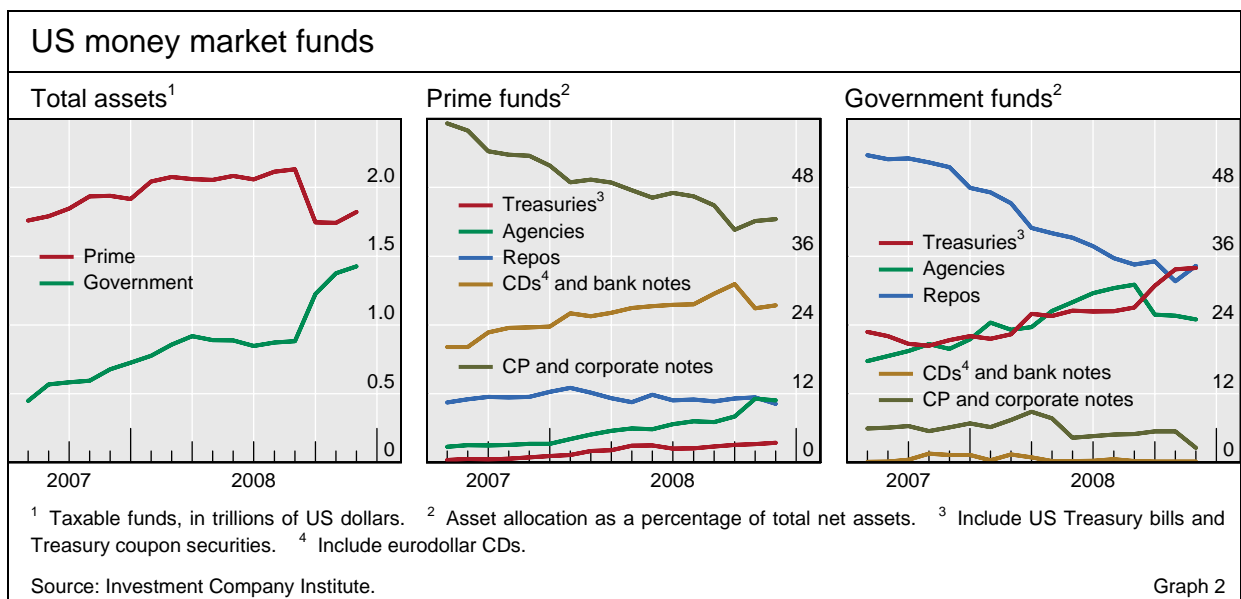 US money market funds
Total assets1
Prime funds2
Government funds2
2.0
1.5
1.0
0.5
0
Prime
Government
2007
2008
48
36
24
12
0
Treasuries3
Agencies
Repos
CDs4 and bank notes
CP and corporate notes
2007
2008
48
36
24
12
0
Treasuries3
Agencies
Repos
CDs4 and bank notes
CP and corporate notes
2007
2008
1 Taxable funds, in trillions of US dollars. 2 Asset allocation as a percentage of total net assets. 3 Include US Treasury bills and
Treasury coupon securities. 4 Include eurodollar CDs.
Source: Investment Company Institute.
Graph 2